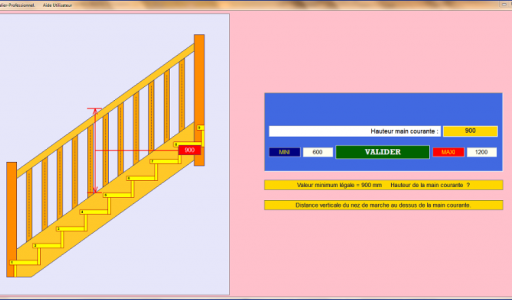 Atelier-Professionnel. Aide Utilisateur
900
Hauteur main courante : 900
MINI 600 VALIDER MAXI 1200
Valeur minimum légale = 900 mm Hauteur de la main courante ?
Distance verticale du nez de marche au dessus de la main courante.